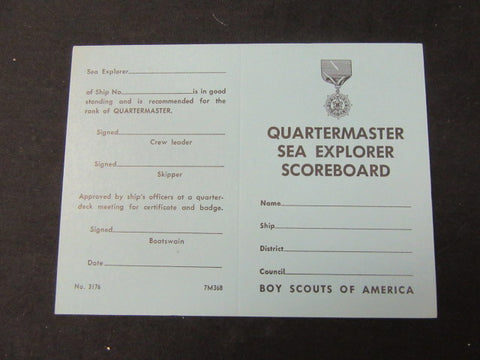 Sea Explorer
of Ship No. is in good
standing and is recommended for the
rank of QUARTERMASTER.
Signed
Crew leader
Signed
Skipper
Approved by ship's officers at a quarter-
deck meeting for certificate and badge.
Signed
Boatswain
Date
No. 3176 7M368
QUARTERMASTER
SEA EXPLORER
SCOREBOARD
Name
Ship
District
Council
BOY SCOUTS OF AMERICA